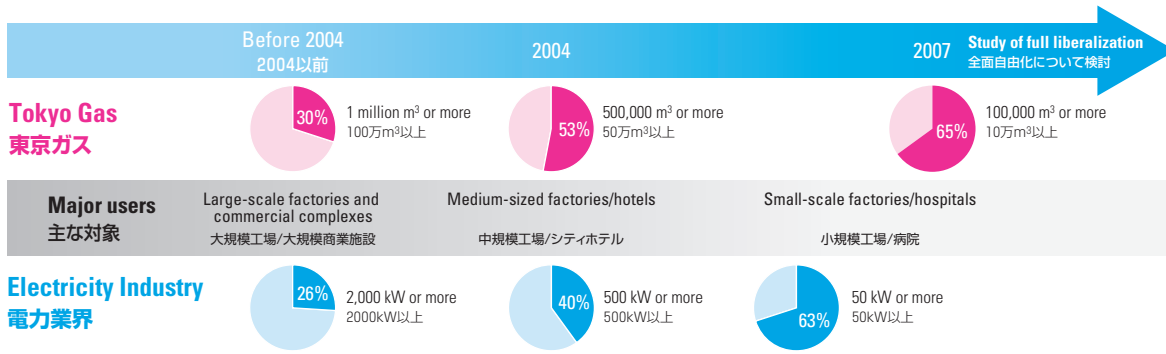 Before 2004
2004以前
2004
2007
Study of full liberalization
全面自由化について検討
Tokyo Gas
東京ガス
30%
1 million m³ or more
100万m³以上
53%
500,000 m³ or more
50万m³以上
65%
100,000 m³ or more
10万m³以上
Major users
主な対象
Large-scale factories and
commercial complexes
大規模工場/大規模商業施設
Medium-sized factories/hotels
中規模工場/シティホテル
Small-scale factories/hospitals
小規模工場/病院
Electricity Industry
電力業界
26%
2,000 kW or more
2000kW以上
40%
500 kW or more
500kW以上
63%
50 kW or more
50kW以上